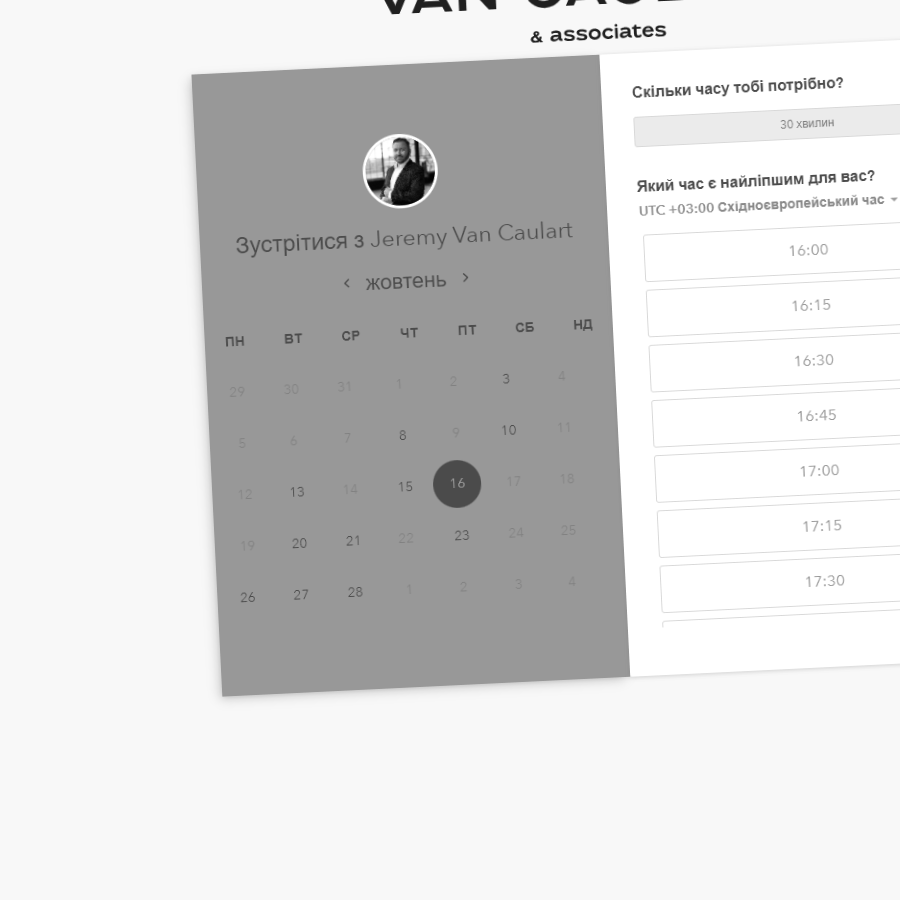 VAN
& associates
Зустрітися з Jeremy Van Caulart
‹ жовтень ›
ПН ВТ СР ЧТ ПТ СБ НД
29 30 31 1 2 3 4
5 6 7 8 9 10 11
12 13 14 15 16 17 18
19 20 21 22 23 24 25
26 27 28 1 2 3 4
Скільки часу тобі потрібно?
30 хвилин
Який час є найліпшим для вас?
UTC +03:00 Східноєвропейський час
16:00
16:15
16:30
16:45
17:00
17:15
17:30